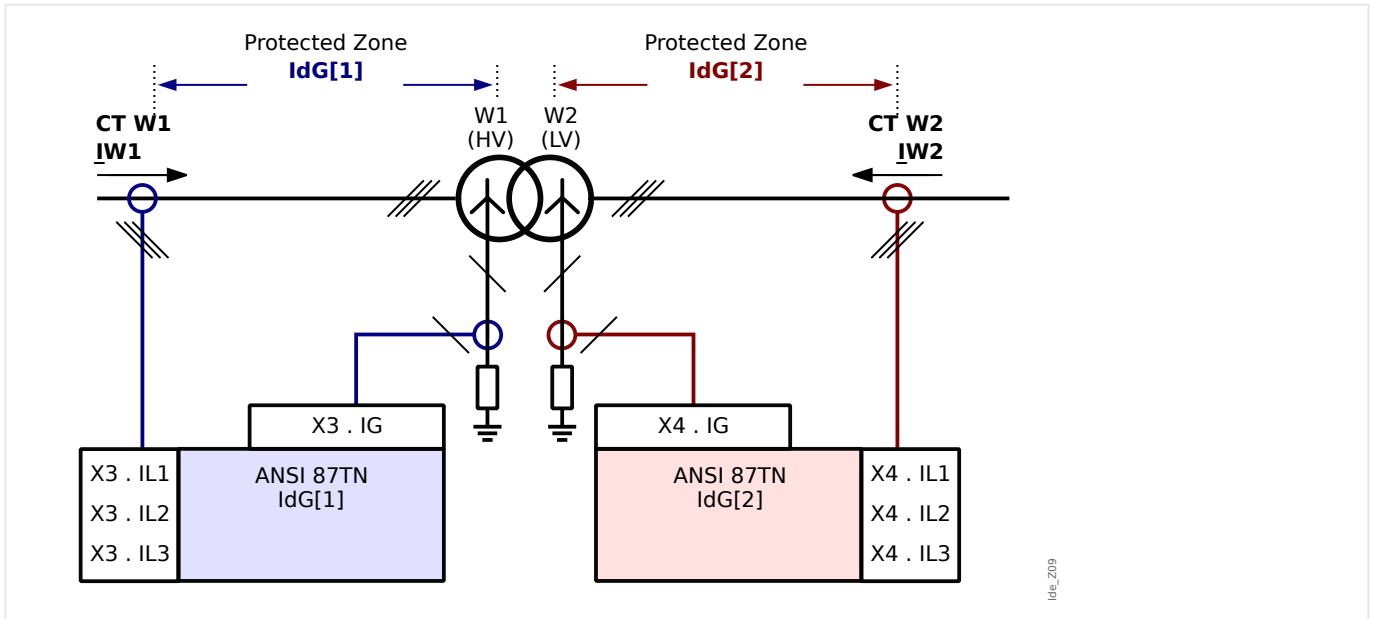 Protected Zone
IdG[1]
Protected Zone
IdG[2]
W1
(HV)
W2
(LV)
CT W1
IW1
CT W2
IW2
X3 . IG
X4 . IG
X3 . IL1
X3 . IL2
X3 . IL3
ANSI 87TN
IdG[1]
ANSI 87TN
IdG[2]
X4 . IL1
X4 . IL2
X4 . IL3
Ide_Z09